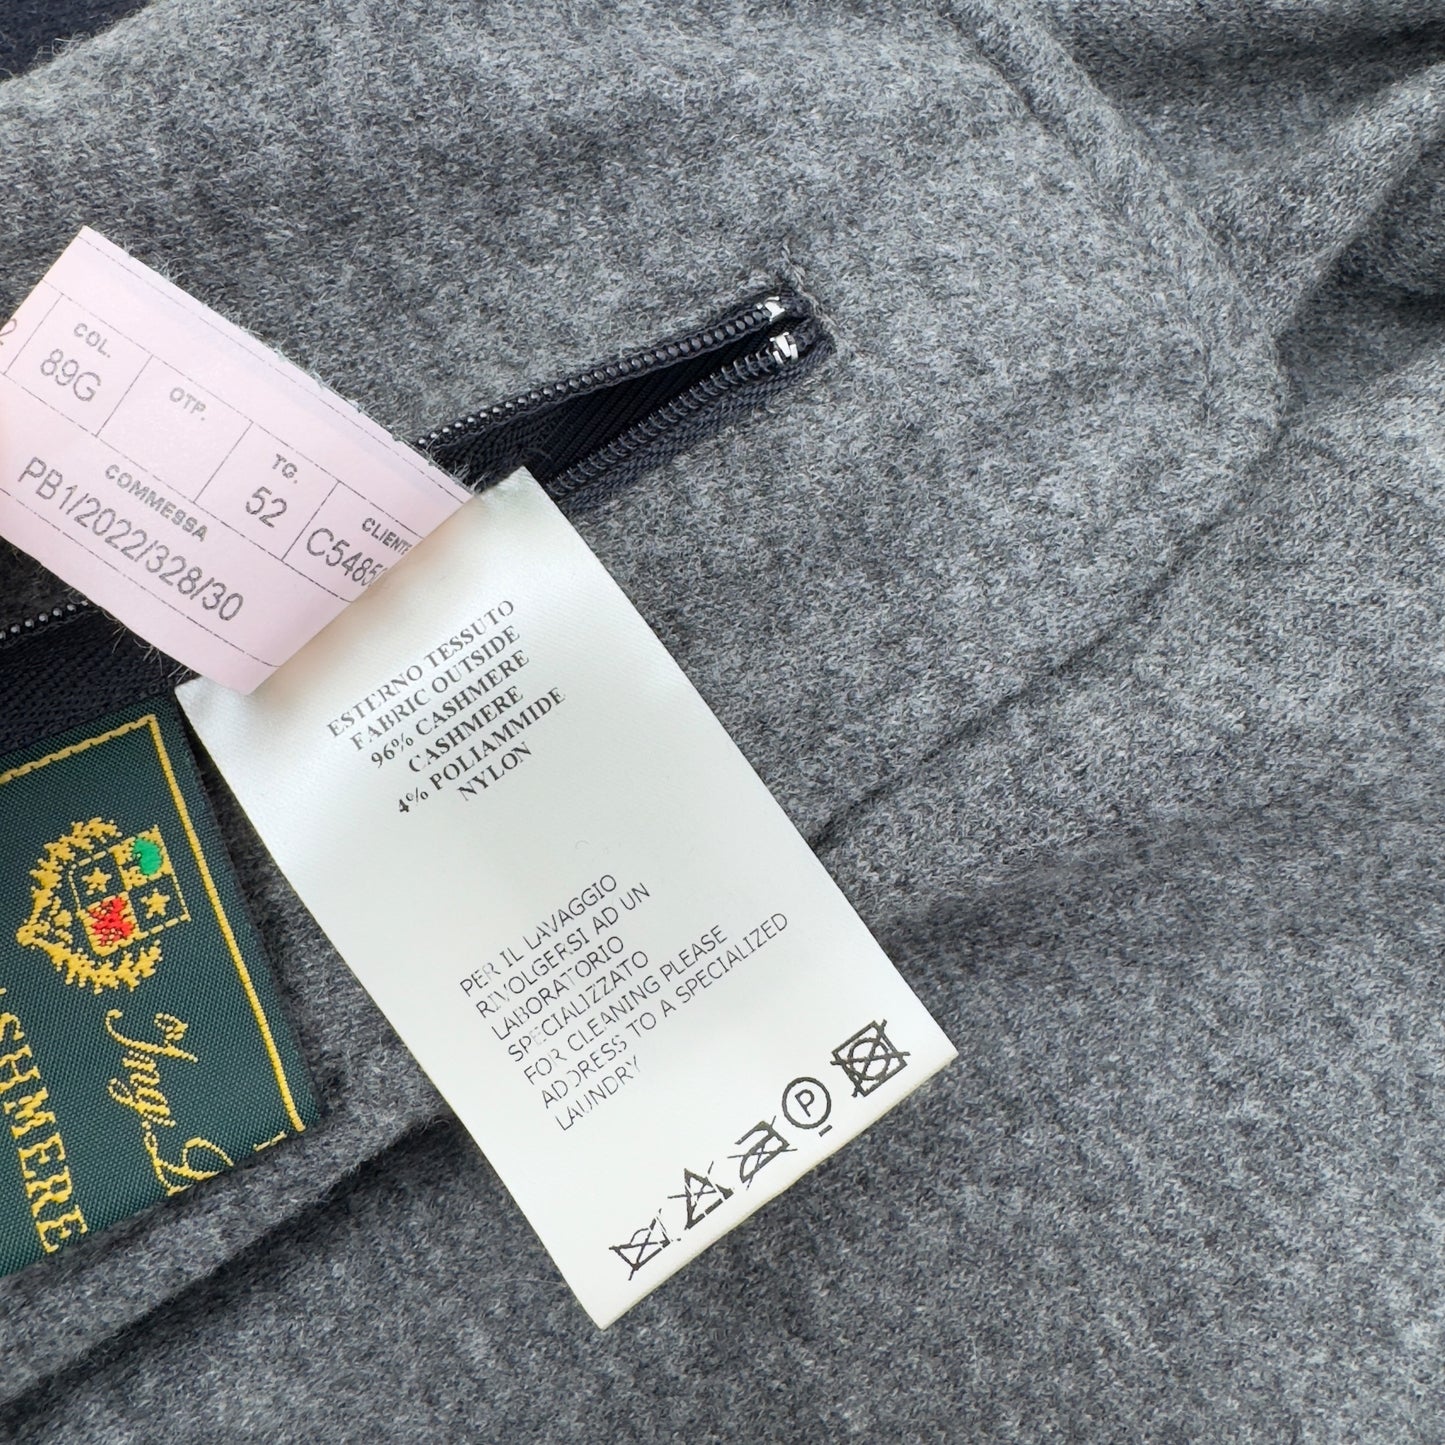 COL.
89G
OTP.
TG.
52
CLIENTE
COMMESSA
PB1/2022/328/30
ESTERNO TESSUTO
FABRIC OUTSIDE
96% CASHMERE
CASHMERE
4% POLIAMMIDE
NYLON
PER IL LAVAGGIO
RIVOLGERSI AD UN
LABORATORIO
SPECIALIZZATO
FOR CLEANING PLEASE
ADDRESS TO A SPECIALIZED
LAUNDRY
P